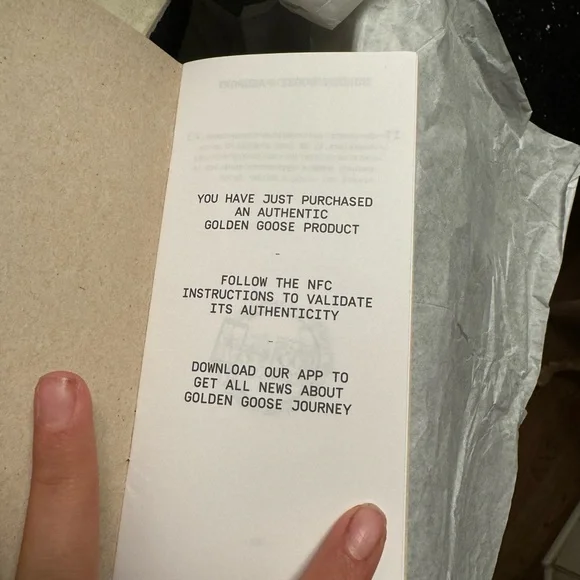 YOU HAVE JUST PURCHASED
AN AUTHENTIC
GOLDEN GOOSE PRODUCT
-
FOLLOW THE NFC
INSTRUCTIONS TO VALIDATE
ITS AUTHENTICITY
-
DOWNLOAD OUR APP TO
GET ALL NEWS ABOUT
GOLDEN GOOSE JOURNEY